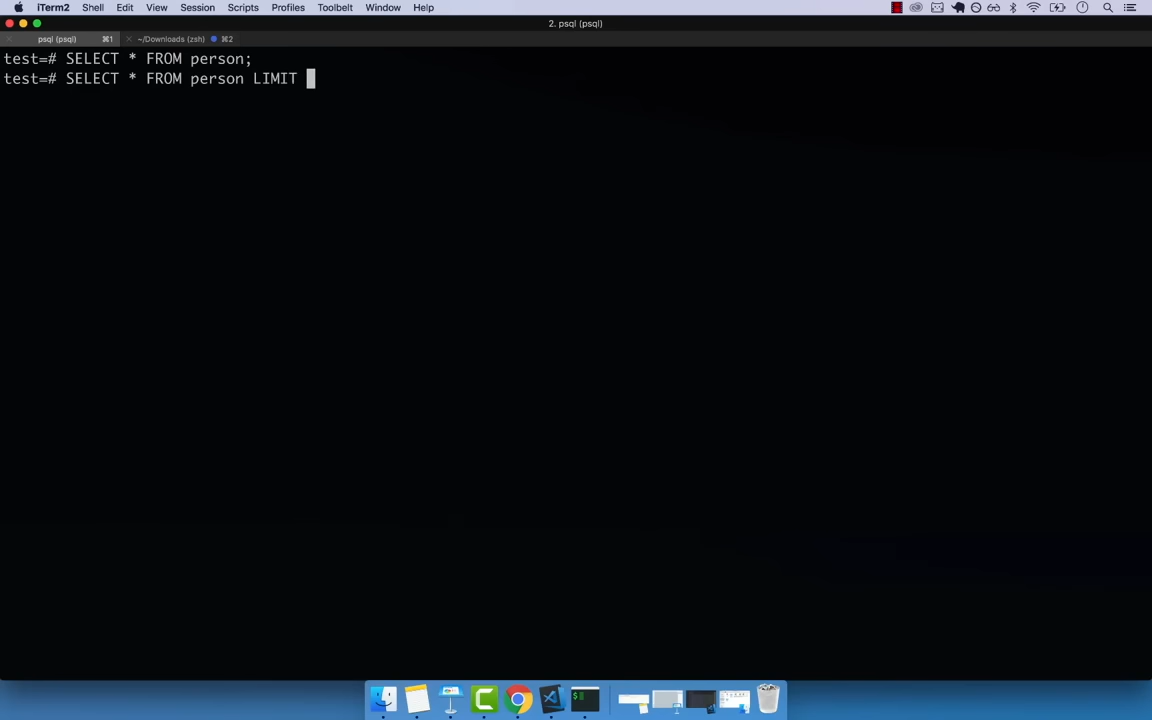 iTerm2 Shell Edit View Session Scripts Profiles Toolbelt Window Help
2. psql (psql)
psql (psql) ⌘1 ~/Downloads (zsh) ⌘2
test=# SELECT * FROM person;
test=# SELECT * FROM person LIMIT